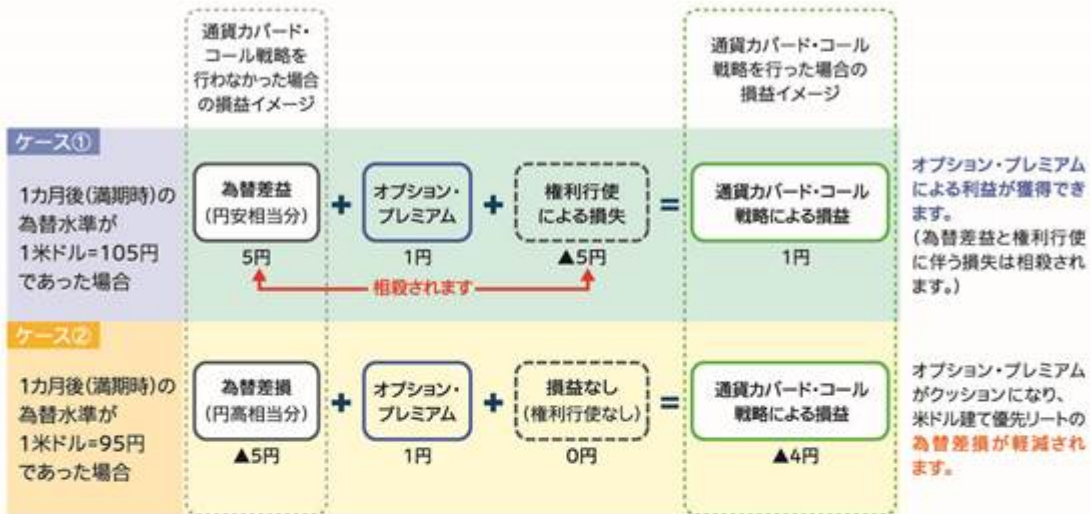 通貨カバード・
コール戦略を
行わなかった場合
の損益イメージ
通貨カバード・コール
戦略を行った場合の
損益イメージ
ケース①
1カ月後(満期時)の
為替水準が
1米ドル=105円
であった場合
為替差益
(円安相当分)
5円
+
オプション・
プレミアム
1円
+
権利行使
による損失
▲5円
=
通貨カバード・コール
戦略による損益
1円
相殺されます
オプション・プレミアム
による利益が獲得でき
ます。
(為替差益と権利行使
に伴う損失は相殺され
ます。)
ケース②
1カ月後(満期時)の
為替水準が
1米ドル=95円
であった場合
為替差損
(円高相当分)
▲5円
+
オプション・
プレミアム
1円
+
損益なし
(権利行使なし)
0円
=
通貨カバード・コール
戦略による損益
▲4円
オプション・プレミアム
がクッションになり、
米ドル建て優先リートの
為替差損が軽減され
ます。